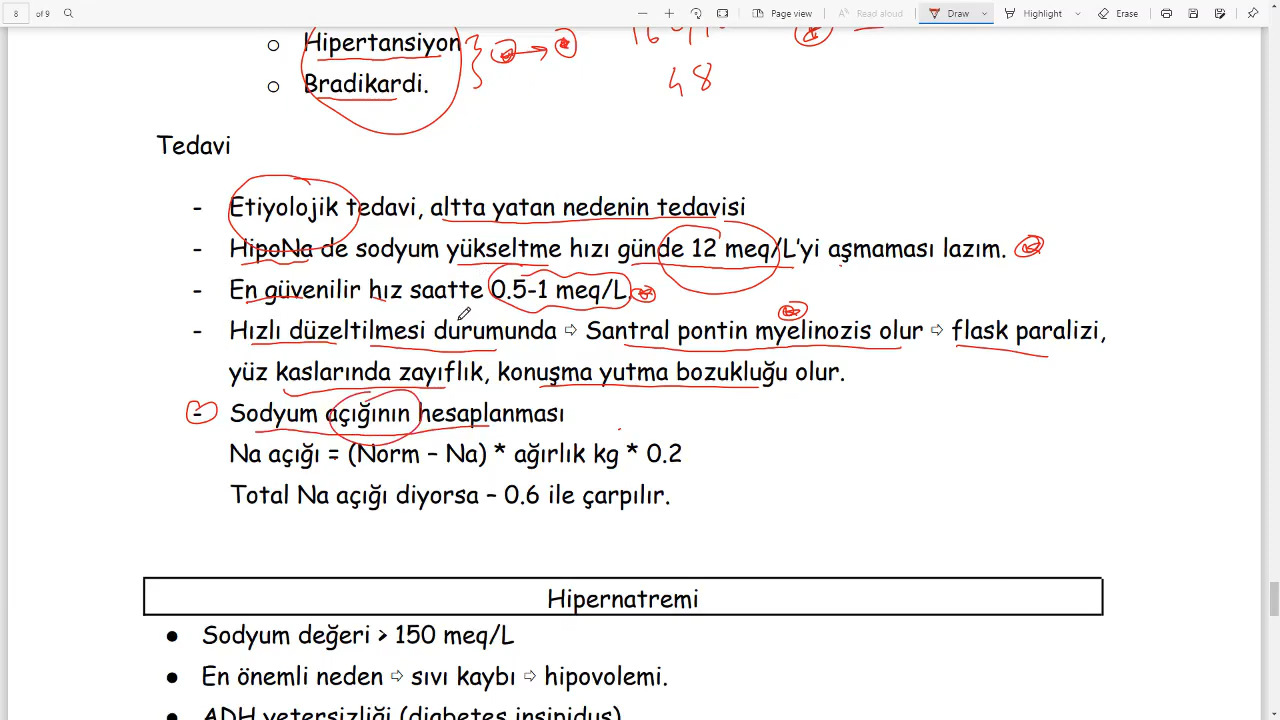 8 of 9 Page view Read aloud Draw Highlight Erase
Hipertansiyon
Bradikardi. 48
Tedavi
- Etiyolojik tedavi, altta yatan nedenin tedavisi
- HipoNa de sodyum yükseltme hızı günde 12 meq/L'yi aşmaması lazım.
- En güvenilir hız saatte 0.5-1 meq/L.
- Hızlı düzeltilmesi durumunda ⇨ Santral pontin myelinozis olur ⇨ flask paralizi,
yüz kaslarında zayıflık, konuşma yutma bozukluğu olur.
- Sodyum açığının hesaplanması
Na açığı = (Norm – Na) * ağırlık kg * 0.2
Total Na açığı diyorsa – 0.6 ile çarpılır.
Hipernatremi
● Sodyum değeri > 150 meq/L
● En önemli neden ⇨ sıvı kaybı ⇨ hipovolemi.
● ADH yetersizliği (diabetes insipidus)